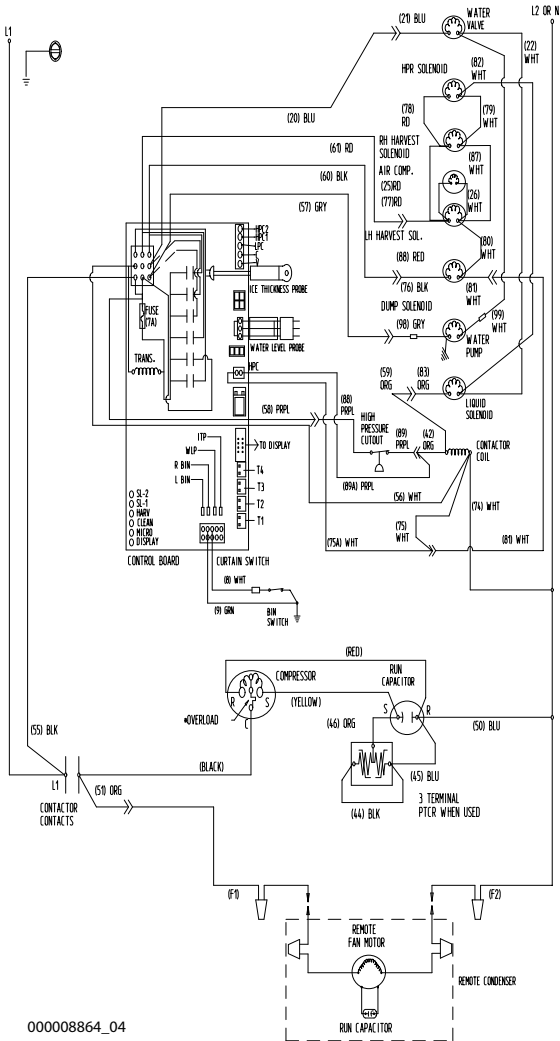 L1
L2 OR N
(21) BLU
WATER
VALVE
(22)
WHT
(82)
WHT
HPR SOLENOID
(20) BLU
(78)
RD
(79)
WHT
(61) RD
RH HARVEST
SOLENOID
(60) BLK
AIR COMP.
(87)
WHT
(25)RD
(77)RD
(26)
WHT
(57) GRY
LH HARVEST SOL.
(80)
WHT
(88) RED
(76) BLK
(81)
WHT
DUMP SOLENOID
(99)
WHT
(98) GRY
WATER
PUMP
HPC2
HPC1
LPC
ICE THICKNESS PROBE
FUSE
(7A)
WATER LEVEL PROBE
TRANS.
HPC
(59)
ORG
(83)
ORG
LIQUID
SOLENOID
(58) PRPL
(88)
PRPL
HIGH
PRESSURE
CUTOUT
(89)
PRPL
(42)
ORG
CONTACTOR
COIL
ITP
WLP
R BIN
L BIN
TO DISPLAY
T4
T3
T2
T1
(89A) PRPL
(56) WHT
(74) WHT
(75)
WHT
(75A) WHT
(81) WHT
SL-2
SL-1
HARV
CLEAN
MICRO
DISPLAY
CONTROL BOARD
CURTAIN SWITCH
(8) WHT
(9) GRN
BIN
SWITCH
(RED)
COMPRESSOR
RUN
CAPACITOR
R
S
(YELLOW)
S
R
*OVERLOAD
C
(46) ORG
(50) BLU
(55) BLK
(BLACK)
(45) BLU
L1
(51) ORG
CONTACTOR
CONTACTS
(44) BLK
3 TERMINAL
PTCR WHEN USED
(F1)
(F2)
REMOTE
FAN MOTOR
REMOTE CONDENSER
RUN CAPACITOR
000008864_04